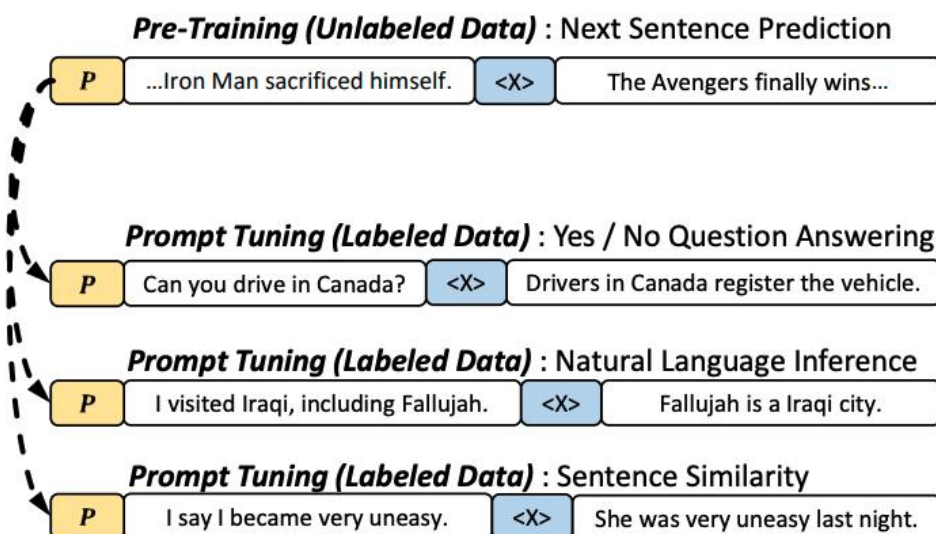 Pre-Training (Unlabeled Data) : Next Sentence Prediction
P ...Iron Man sacrificed himself. <X> The Avengers finally wins...
Prompt Tuning (Labeled Data) : Yes / No Question Answering
P Can you drive in Canada? <X> Drivers in Canada register the vehicle.
Prompt Tuning (Labeled Data) : Natural Language Inference
P I visited Iraqi, including Fallujah. <X> Fallujah is a Iraqi city.
Prompt Tuning (Labeled Data) : Sentence Similarity
P I say I became very uneasy. <X> She was very uneasy last night.